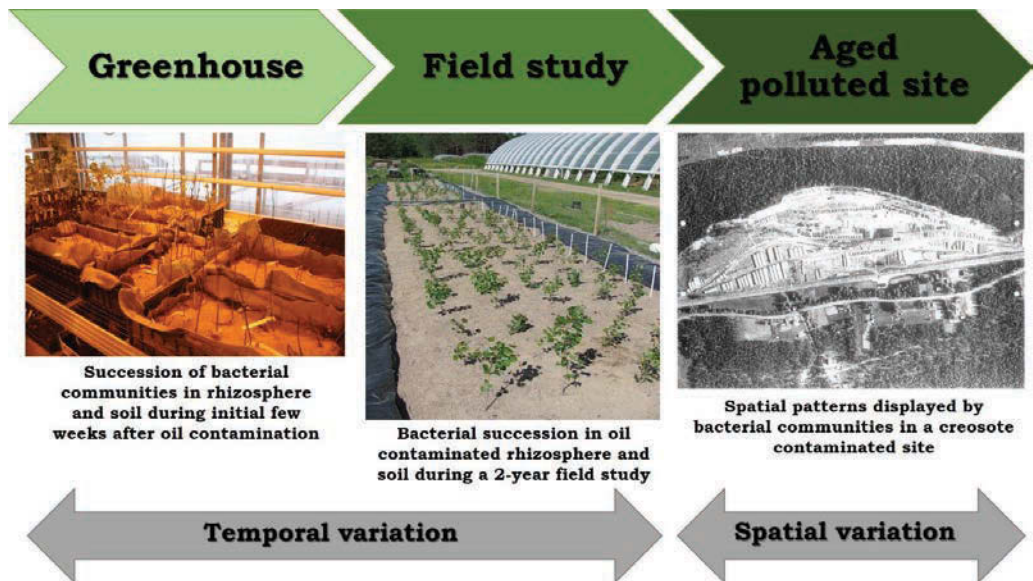 Greenhouse
Field study
Aged
polluted site
Succession of bacterial
communities in rhizosphere
and soil during initial few
weeks after oil contamination
Bacterial succession in oil
contaminated rhizosphere and
soil during a 2-year field study
Spatial patterns displayed by
bacterial communities in a creosote
contaminated site
Temporal variation
Spatial variation